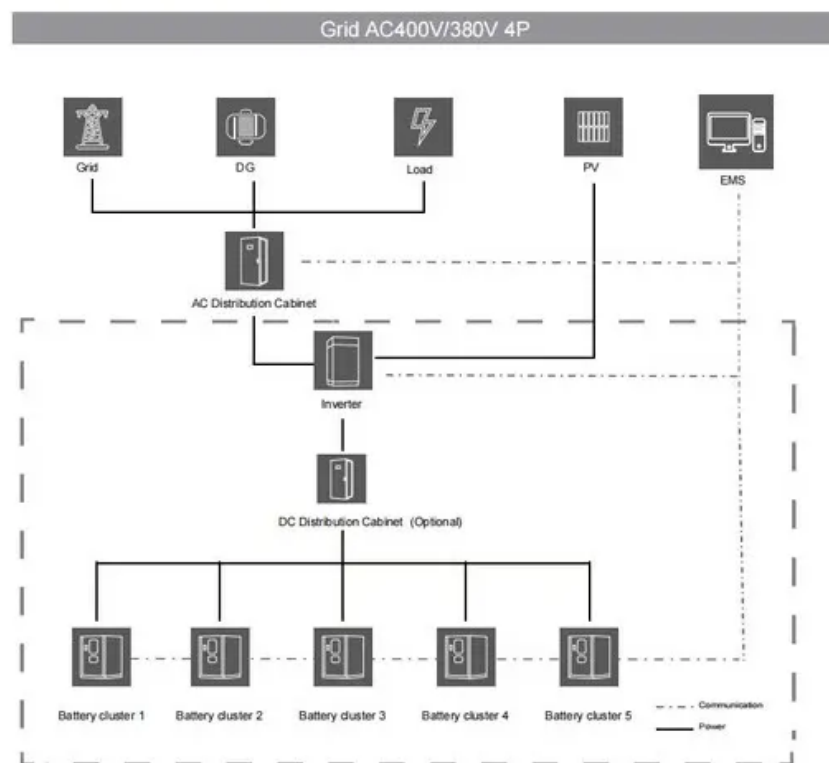 Grid AC400V/380V 4P
Grid
DG
Load
PV
EMS
AC Distribution Cabinet
Inverter
DC Distribution Cabinet (Optional)
Battery cluster 1
Battery cluster 2
Battery cluster 3
Battery cluster 4
Battery cluster 5
Communication
Power